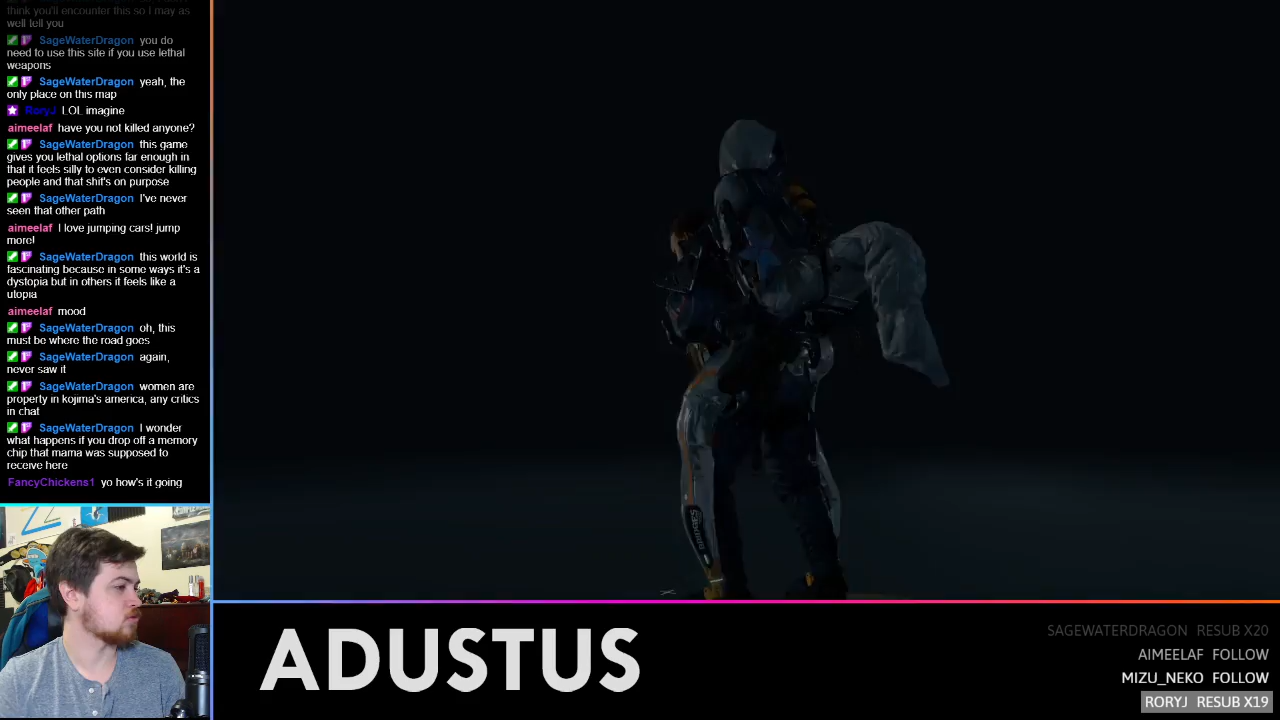 think you'll encounter this so I may as
well tell you
SageWaterDragon you do
need to use this site if you use lethal
weapons
SageWaterDragon yeah, the
only place on this map
RoryJ LOL imagine
aimeelaf have you not killed anyone?
SageWaterDragon this game
gives you lethal options far enough in
that it feels silly to even consider killing
people and that shit's on purpose
SageWaterDragon I've never
seen that other path
aimeelaf I love jumping cars! jump
more!
SageWaterDragon this world is
fascinating because in some ways it's a
dystopia but in others it feels like a
utopia
aimeelaf mood
SageWaterDragon oh, this
must be where the road goes
SageWaterDragon again,
never saw it
SageWaterDragon women are
property in kojima's america, any critics
in chat
SageWaterDragon I wonder
what happens if you drop off a memory
chip that mama was supposed to
receive here
FancyChickens1 yo how's it going
ADUSTUS
SAGEWATERDRAGON RESUB X20
AIMEELAF FOLLOW
MIZU_NEKO FOLLOW
RORYJ RESUB X19